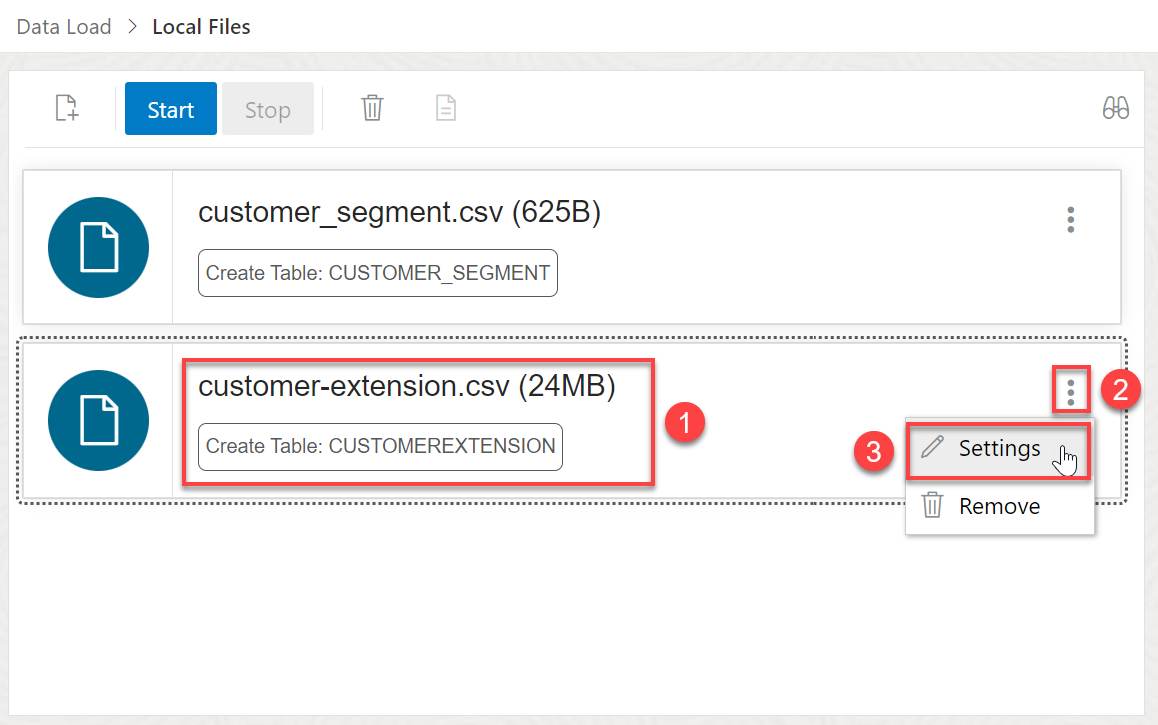 Data Load > Local Files
Start Stop
customer_segment.csv (625B)
Create Table: CUSTOMER_SEGMENT
customer-extension.csv (24MB)
Create Table: CUSTOMEREXTENSION
1
2
3
Settings
Remove